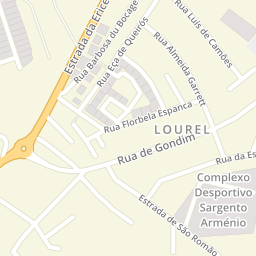 Estrada da Erice
Rua Barbosa du Bocage
Rua Eça de Queirós
Rua Luís de Camões
Rua Almeida Garrett
Rua Florbela Espanca
LOUREL
Rua de Gondim
Rua da Es
Complexo
Desportivo
Sargento
Arménio
Estrada de São Romão